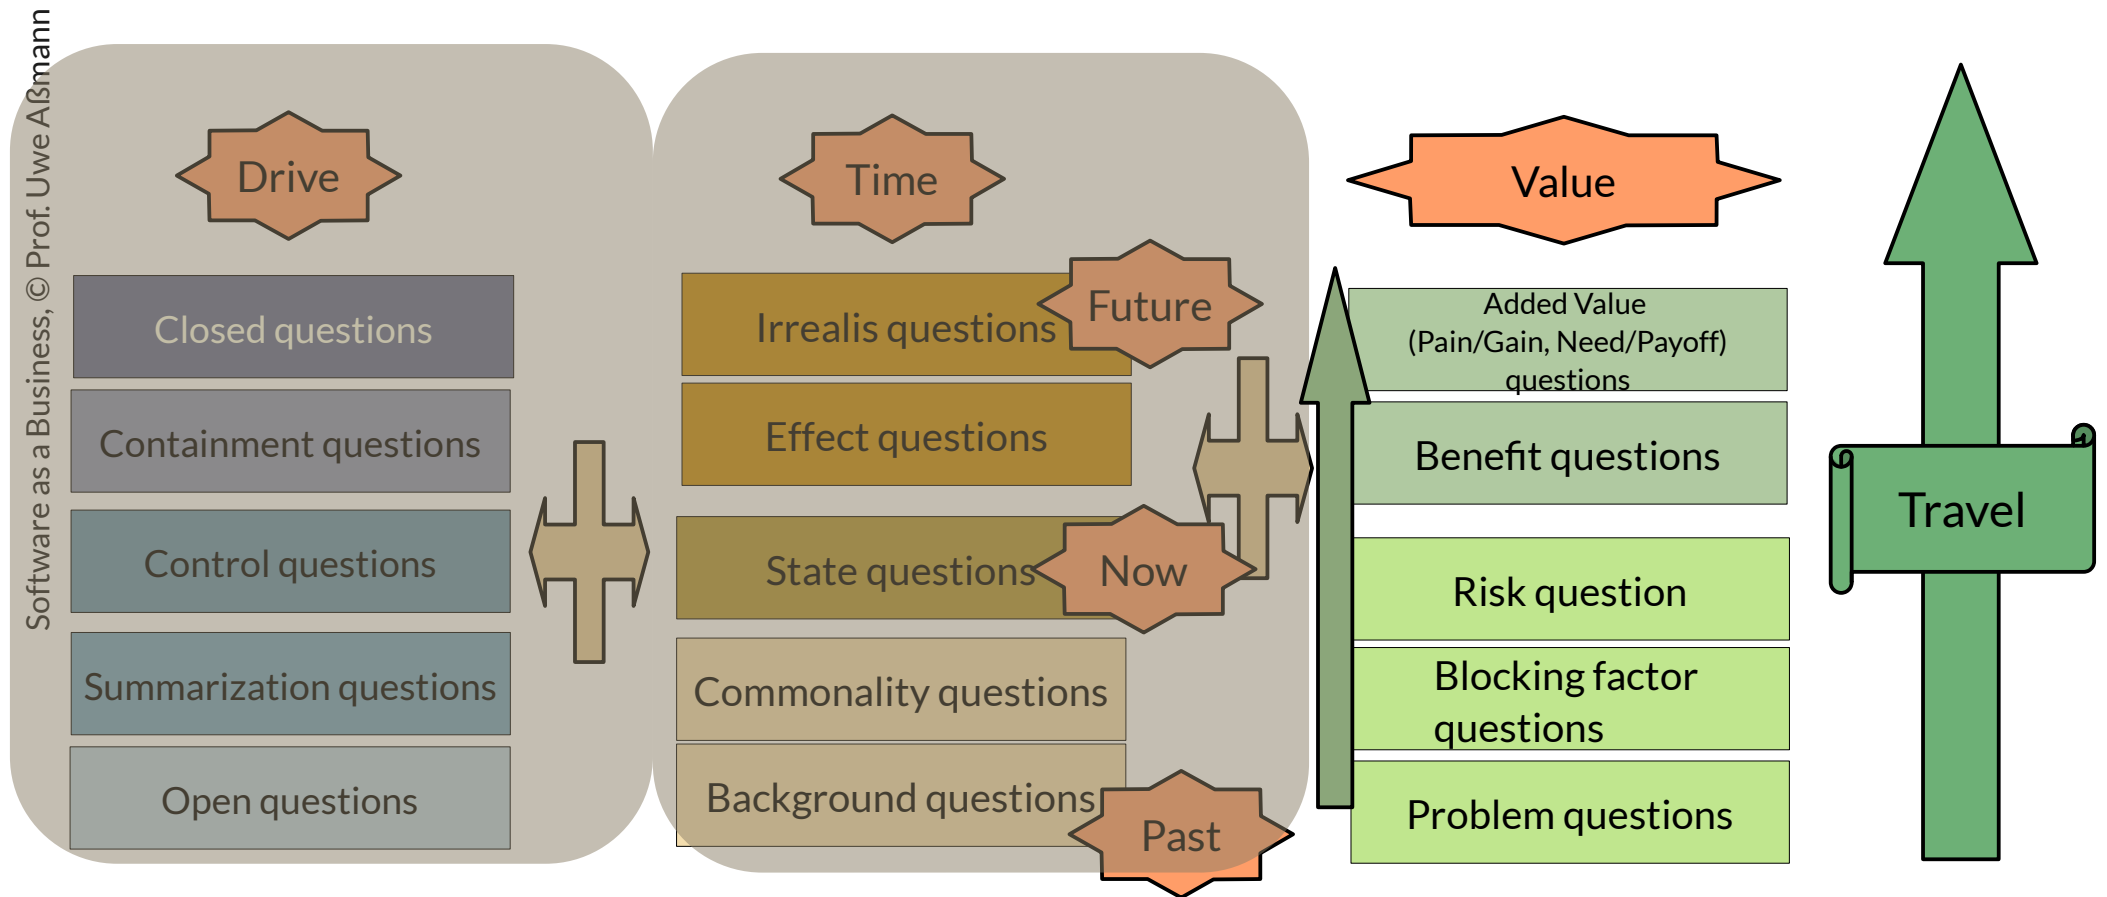 Software as a Business, © Prof. Uwe Aßmann
Drive
Closed questions
Containment questions
Control questions
Summarization questions
Open questions
Time
Future
Irrealis questions
Effect questions
State questions
Now
Commonality questions
Background questions
Past
Value
Added Value
(Pain/Gain, Need/Payoff)
questions
Benefit questions
Risk question
Blocking factor
questions
Problem questions
Travel